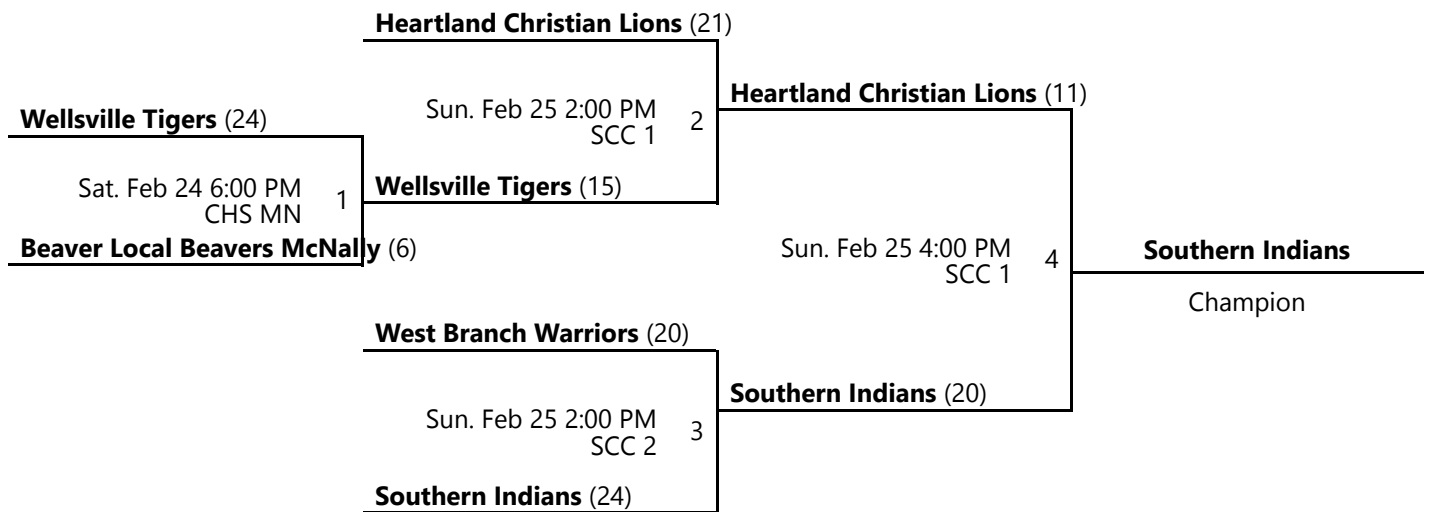 Heartland Christian Lions (21)
Heartland Christian Lions (11)
Sun. Feb 25 2:00 PM
SCC 1
2
Wellsville Tigers (24)
Sat. Feb 24 6:00 PM
CHS MN
1
Wellsville Tigers (15)
Beaver Local Beavers McNally (6)
Sun. Feb 25 4:00 PM
SCC 1
4
Southern Indians
Champion
West Branch Warriors (20)
Southern Indians (20)
Sun. Feb 25 2:00 PM
SCC 2
3
Southern Indians (24)